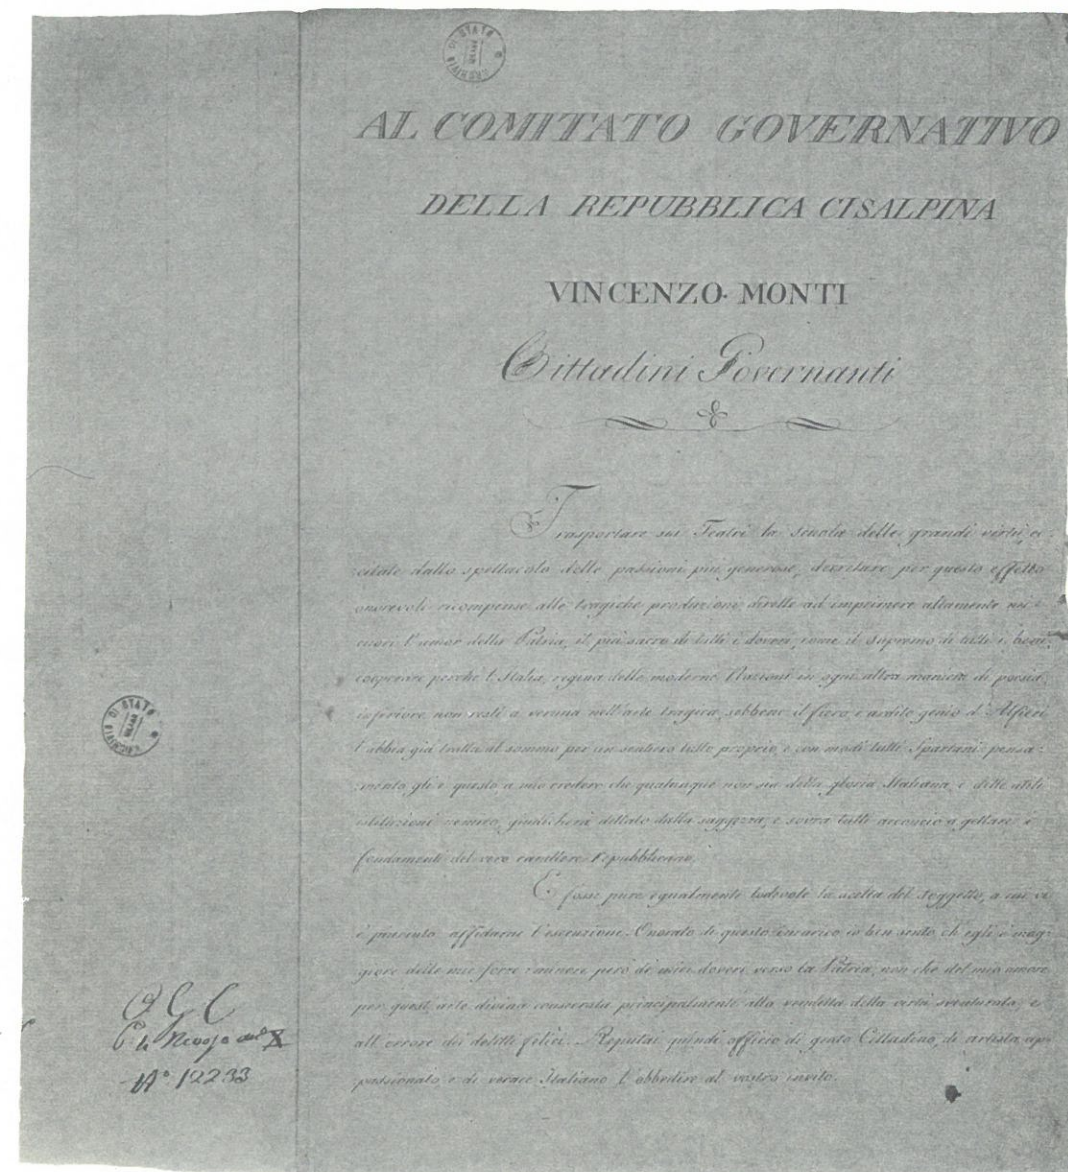 ARCHIVIO DI STATO
MILANO
AL COMITATO GOVERNATIVO
DELLA REPUBBLICA CISALPINA
VINCENZO MONTI
Cittadini Governanti
Trasportare sui Teatri la scuola delle grandi virtù, ec-
citate dallo spettacolo delle passioni più generose, decretare per questo effetto
onorevoli ricompense alle tragiche produzioni dirette ad imprimere altamente nei
cuori l'amor della Patria, il più sacro di tutti i doveri, come il supremo di tutti i beni,
cooperare perchè l'Italia, regina delle moderne Nazioni in ogni altra maniera di poesia,
inferiore non resti a veruna nell'arte tragica, sebbene il fiero e ardito genio d'Alfieri
l'abbia già tratta al sommo per un sentiero tutto proprio, e con modi tutti Spartani; pensa-
mento gli è questo a mio credere che qualunque non sia della gloria Italiana, e delle utili
istituzioni nemico, giudicherà dettato dalla saggezza, e sovra tutti acconcio a gettare i
fondamenti del vero carattere repubblicano.
E fosse pure egualmente lodevole la scelta del Soggetto, a cui vi
è piaciuto affidarne l'esecuzione. Onorato di questo incarico io ben sento ch'egli è mag-
giore delle mie forze, minore però de' miei doveri verso la Patria, non che del mio amore
per quest'arte divina consecrata principalmente alla vendetta della virtù sventurata, e
all'orrore dei delitti felici. Reputai quindi officio di grato Cittadino, di artista ap-
passionato e di verace Italiano l'obbedire al vostro invito.
ARCHIVIO DI STATO
MILANO
N° 12233